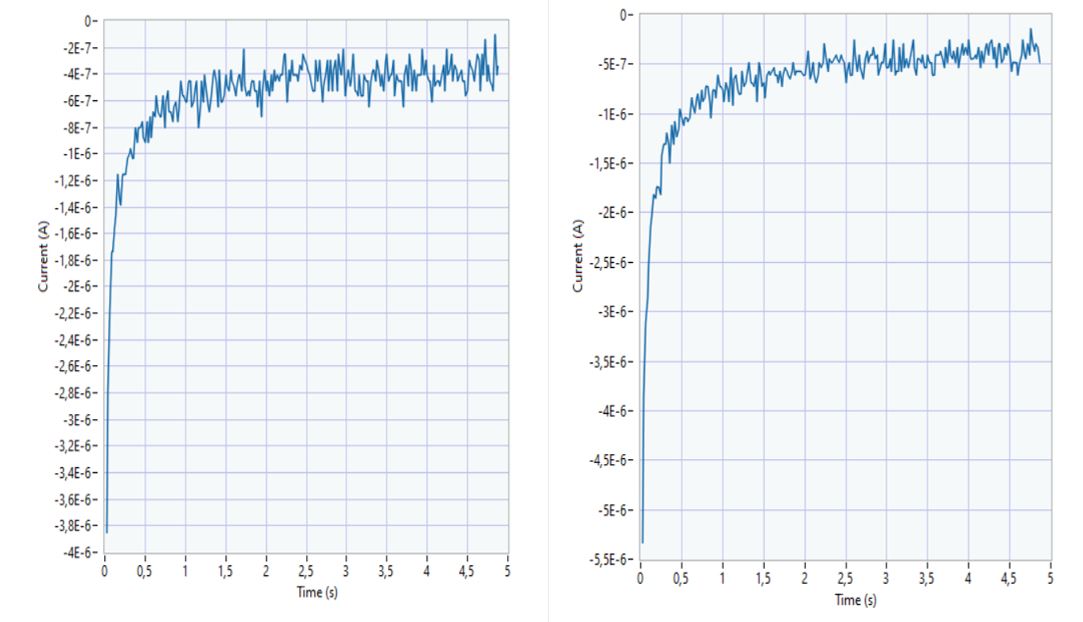 0
-2E-7
-4E-7
-6E-7
-8E-7
-1E-6
-1,2E-6
-1,4E-6
-1,6E-6
-1,8E-6
-2E-6
-2,2E-6
-2,4E-6
-2,6E-6
-2,8E-6
-3E-6
-3,2E-6
-3,4E-6
-3,6E-6
-3,8E-6
-4E-6
Current (A)
0 0,5 1 1,5 2 2,5 3 3,5 4 4,5 5
Time (s)
0
-5E-7
-1E-6
-1,5E-6
-2E-6
-2,5E-6
-3E-6
-3,5E-6
-4E-6
-4,5E-6
-5E-6
-5,5E-6
Current (A)
0 0,5 1 1,5 2 2,5 3 3,5 4 4,5 5
Time (s)